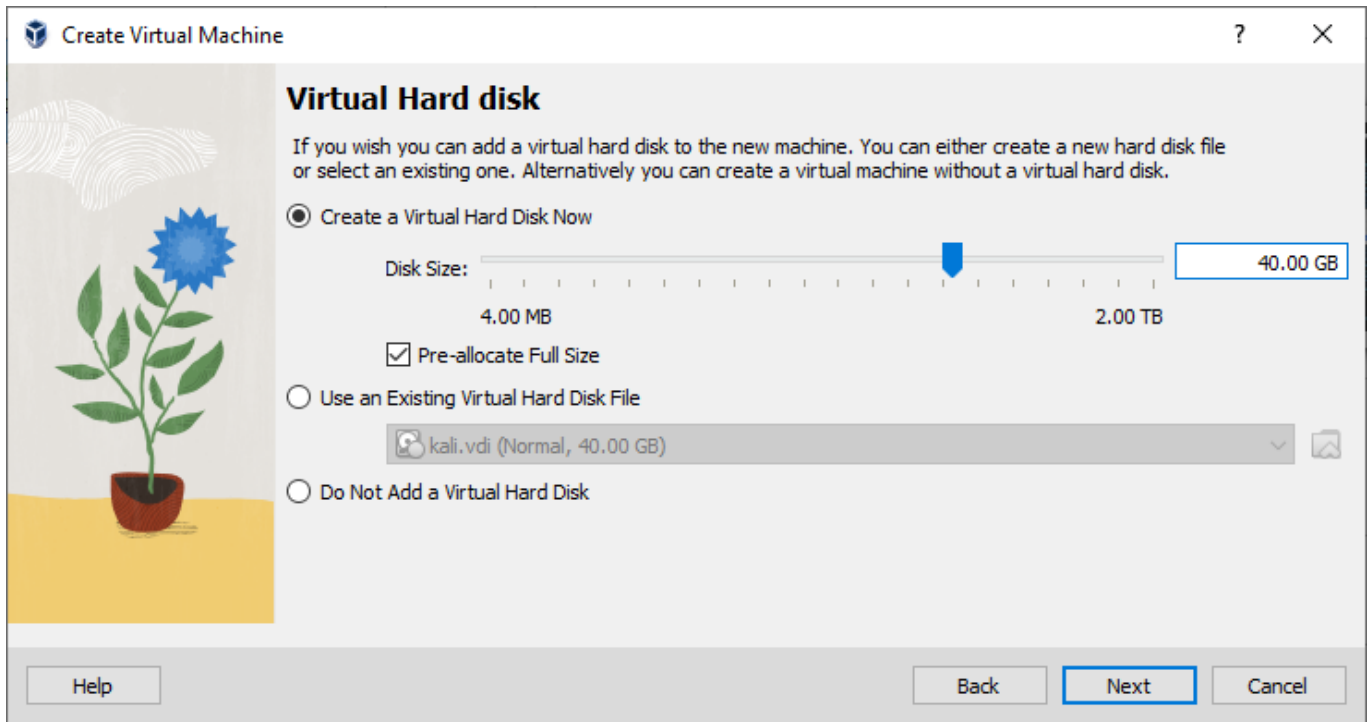 Create Virtual Machine
?
Virtual Hard disk
If you wish you can add a virtual hard disk to the new machine. You can either create a new hard disk file
or select an existing one. Alternatively you can create a virtual machine without a virtual hard disk.
Create a Virtual Hard Disk Now
Disk Size:
40.00 GB
4.00 MB
2.00 TB
Pre-allocate Full Size
Use an Existing Virtual Hard Disk File
kali.vdi (Normal, 40.00 GB)
Do Not Add a Virtual Hard Disk
Help
Back
Next
Cancel